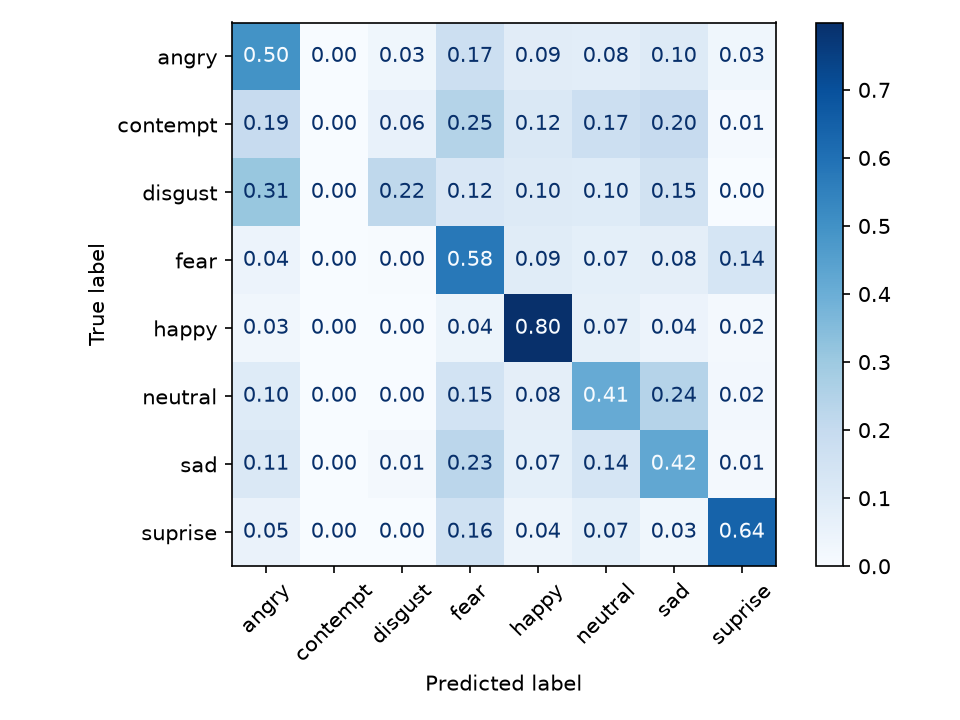 angry 0.50 0.00 0.03 0.17 0.09 0.08 0.10 0.03
contempt 0.19 0.00 0.06 0.25 0.12 0.17 0.20 0.01
disgust 0.31 0.00 0.22 0.12 0.10 0.10 0.15 0.00
fear 0.04 0.00 0.00 0.58 0.09 0.07 0.08 0.14
happy 0.03 0.00 0.00 0.04 0.80 0.07 0.04 0.02
neutral 0.10 0.00 0.00 0.15 0.08 0.41 0.24 0.02
sad 0.11 0.00 0.01 0.23 0.07 0.14 0.42 0.01
suprise 0.05 0.00 0.00 0.16 0.04 0.07 0.03 0.64
angry contempt disgust fear happy neutral sad suprise
Predicted label
True label
0.7
0.6
0.5
0.4
0.3
0.2
0.1
0.0